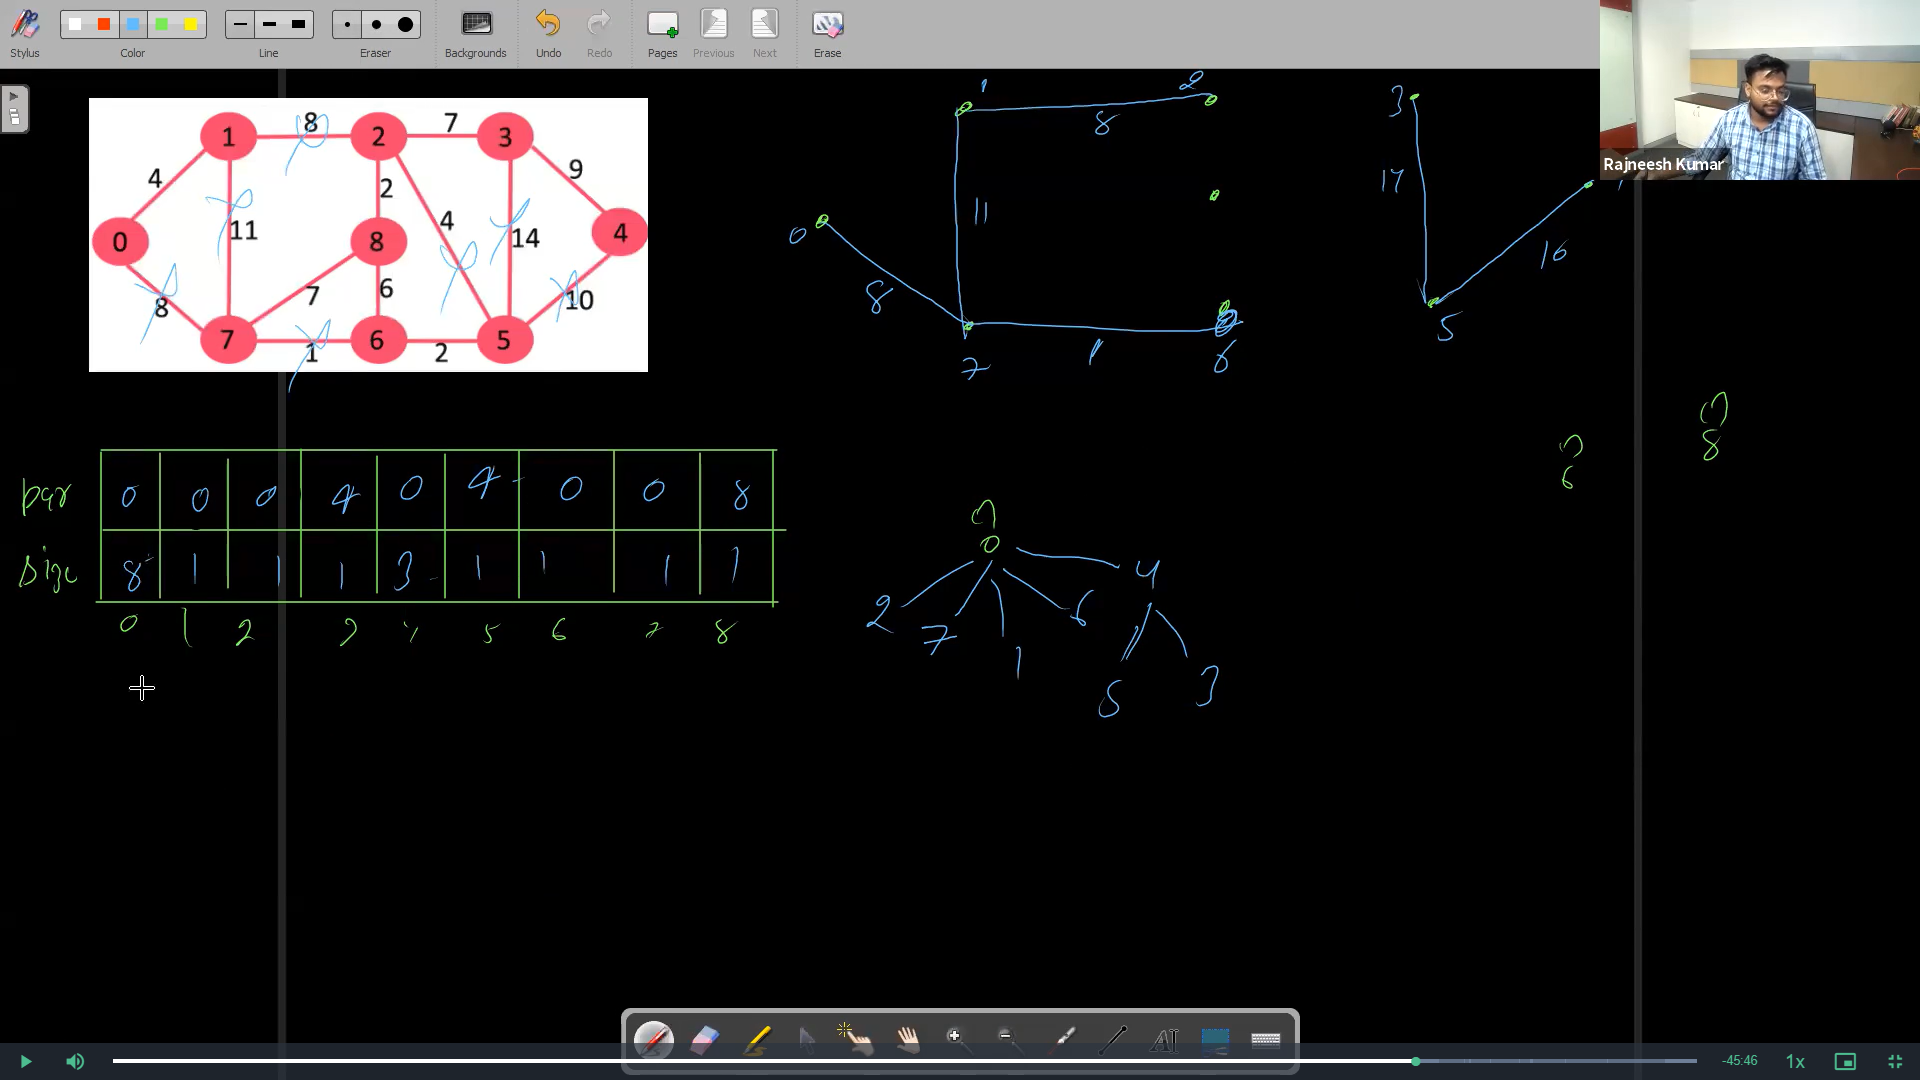 Stylus Color Line Eraser Backgrounds Undo Redo Pages Previous Next Erase
Rajneesh Kumar
1 8 2 7 3
4 2 9
0 11 8 4 14 4
8 7 6 10
7 1 6 2 5
1 2
8
3
0 11 14
8 16
7 1 6 5
par 0 0 0 4 0 4 0 0 8
size 8 1 1 1 3 1 1 1 1
0 1 2 3 4 5 6 7 8
6 8
0
2 7 1 6 4
5 3
-45:46 1x